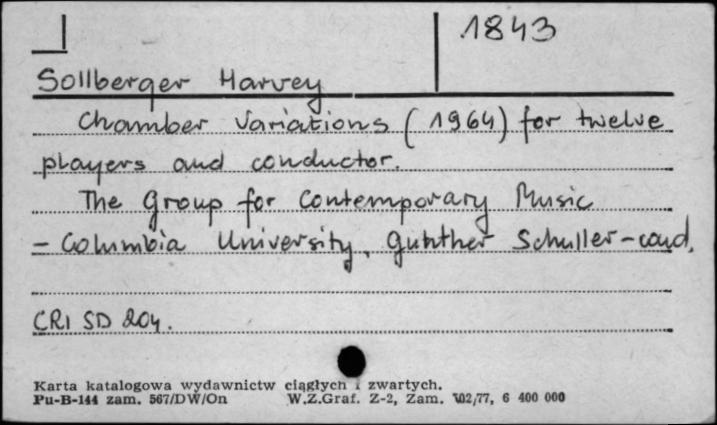 1843
Sollberger Harvey
Chamber Variations (1964) for twelve
players and conductor.
The Group for Contemporary Music
- Columbia University, Gunther Schuller-cond.
CRI SD 204.
Karta katalogowa wydawnictw ciągłych i zwartych.
Pu-B-144 zam. 567/DW/On W.Z.Graf. Z-2, Zam. 702/77, 6 400 000